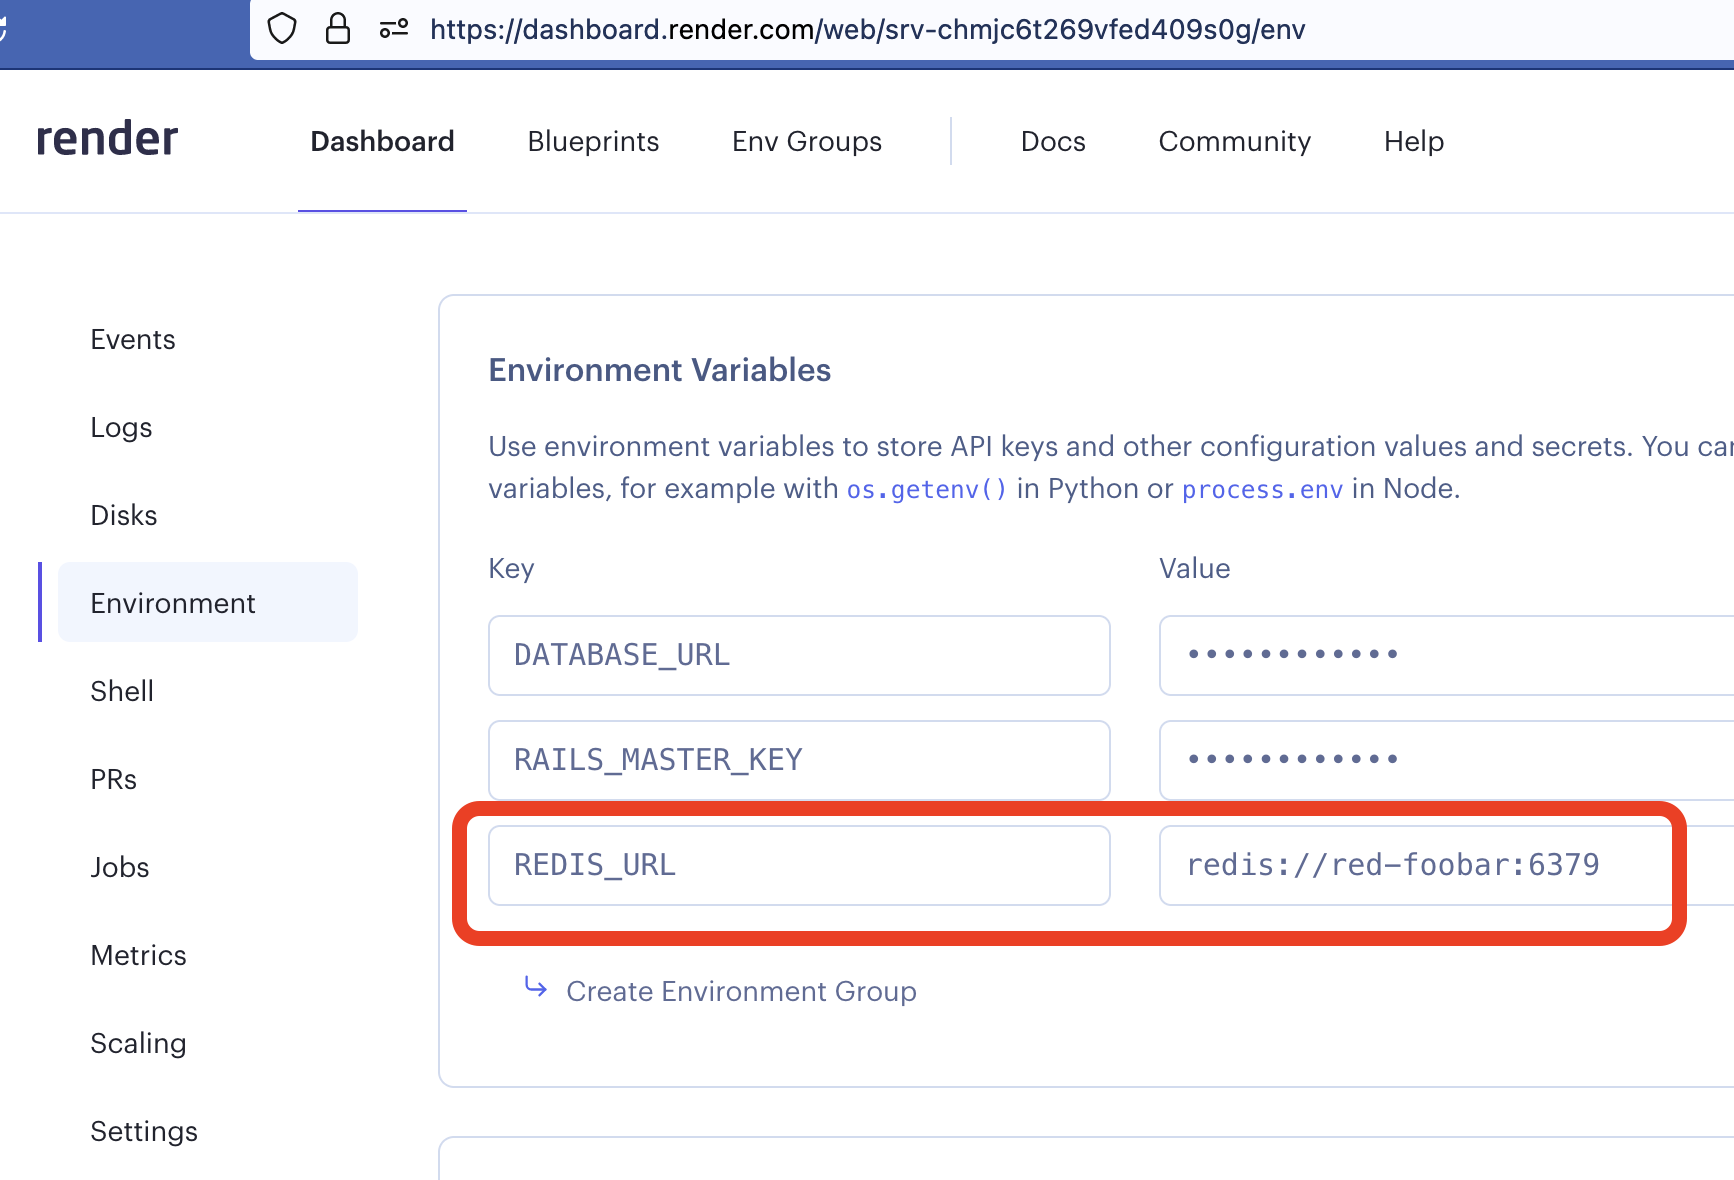 https://dashboard.render.com/web/srv-chmjc6t269vfed409s0g/env
render Dashboard Blueprints Env Groups Docs Community Help
Events
Logs
Disks
Environment
Shell
PRs
Jobs
Metrics
Scaling
Settings
Environment Variables
Use environment variables to store API keys and other configuration values and secrets. You can
variables, for example with os.getenv() in Python or process.env in Node.
Key Value
DATABASE_URL ••••••••••••
RAILS_MASTER_KEY ••••••••••••
REDIS_URL redis://red-foobar:6379
Create Environment Group